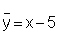 y̅ = x − 5